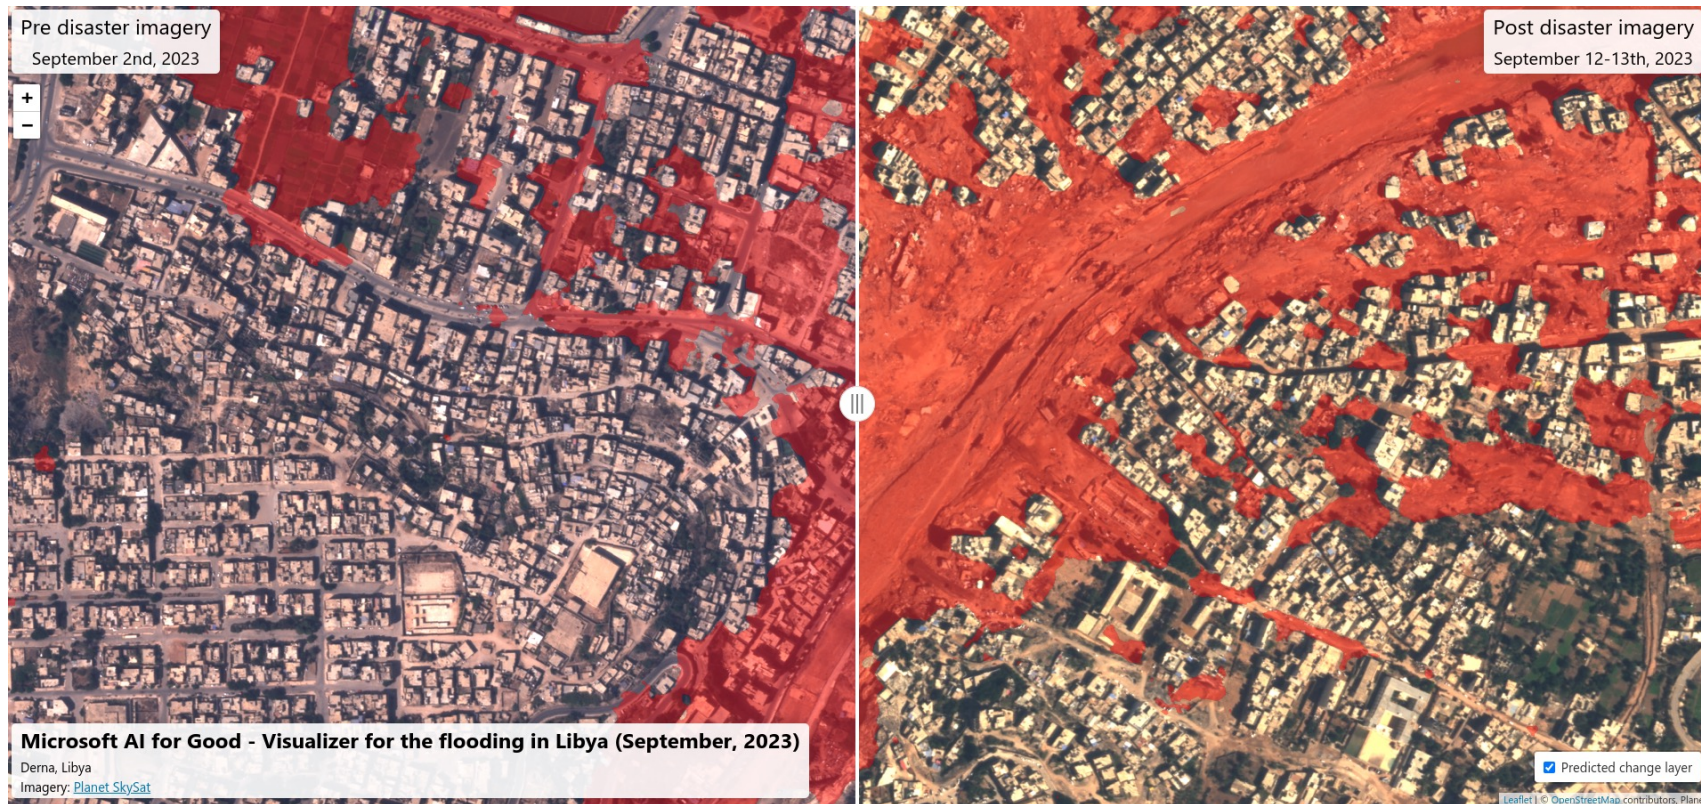 Pre disaster imagery
September 2nd, 2023
+
−
Post disaster imagery
September 12-13th, 2023
Microsoft AI for Good - Visualizer for the flooding in Libya (September, 2023)
Derna, Libya
Imagery: Planet SkySat
Predicted change layer
Leaflet | © OpenStreetMap contributors, Plan